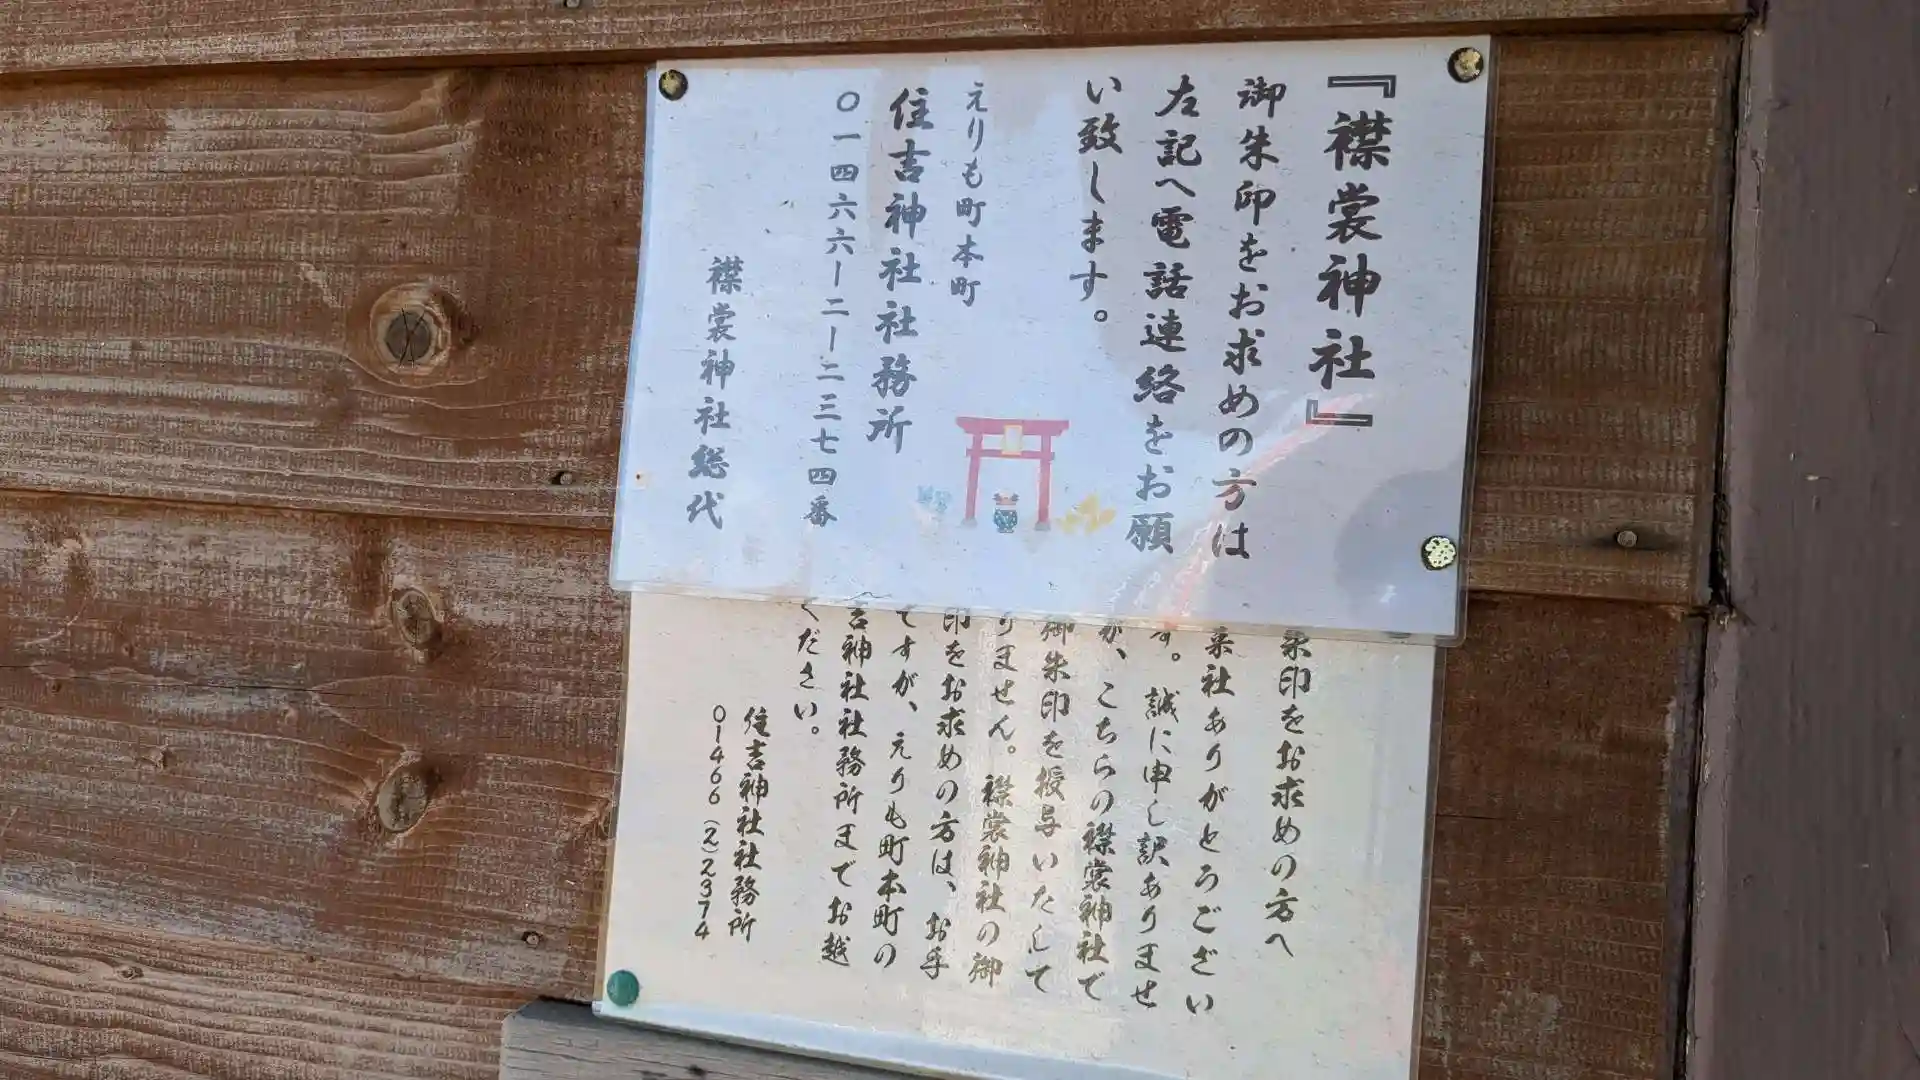 『襟裳神社』
御朱印をお求めの方は
左記へ電話連絡をお願
い致します。
えりも町本町
住吉神社社務所
〇一四六六ー二ー二三七四番
襟裳神社総代
朱印をお求めの方へ
来社ありがとうござい
す。誠に申し訳ありませ
が、こちらの襟裳神社で
御朱印を授与いたして
りません。襟裳神社の御
印をお求めの方は、お手
ですが、えりも町本町の
吉神社社務所までお越
ください。
住吉神社社務所
01466(2)2374